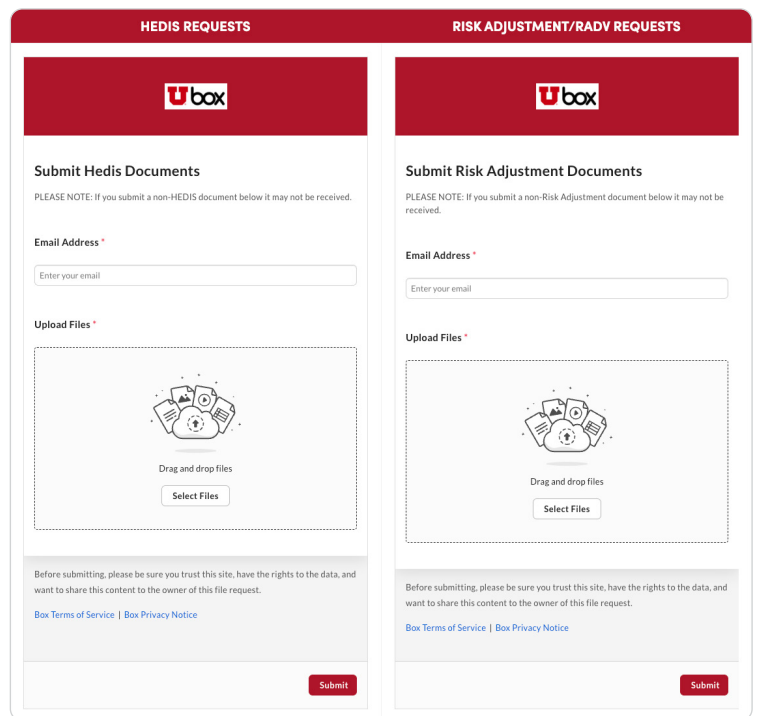 HEDIS REQUESTS
U box
Submit Hedis Documents
PLEASE NOTE: If you submit a non-HEDIS document below it may not be received.
Email Address *
Enter your email
Upload Files *
Drag and drop files
Select Files
Before submitting, please be sure you trust this site, have the rights to the data, and
want to share this content to the owner of this file request.
Box Terms of Service | Box Privacy Notice
Submit
RISK ADJUSTMENT/RADV REQUESTS
U box
Submit Risk Adjustment Documents
PLEASE NOTE: If you submit a non-Risk Adjustment document below it may not be
received.
Email Address *
Enter your email
Upload Files *
Drag and drop files
Select Files
Before submitting, please be sure you trust this site, have the rights to the data, and
want to share this content to the owner of this file request.
Box Terms of Service | Box Privacy Notice
Submit